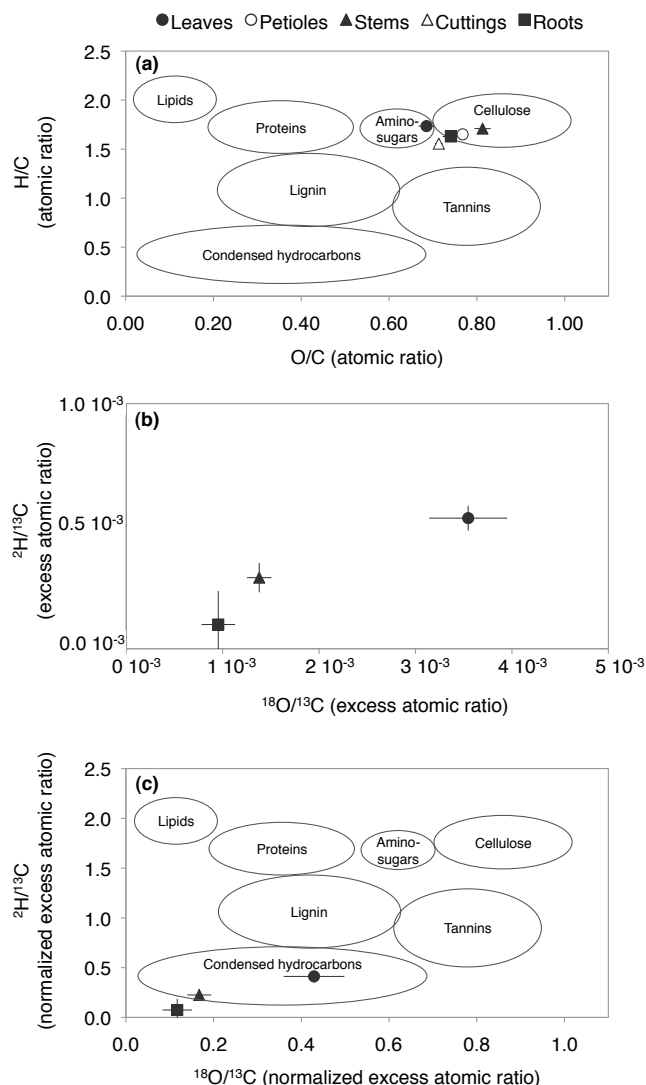 Leaves Petioles Stems Cuttings Roots
(a)
2.5
2.0
1.5
1.0
0.5
0.0
H/C
(atomic ratio)
Lipids
Proteins
Amino-
sugars
Cellulose
Lignin
Tannins
Condensed hydrocarbons
0.00 0.20 0.40 0.60 0.80 1.00
O/C (atomic ratio)
(b)
1.0 10⁻³
0.5 10⁻³
0.0 10⁻³
²H/¹³C
(excess atomic ratio)
0 10⁻³ 1 10⁻³ 2 10⁻³ 3 10⁻³ 4 10⁻³ 5 10⁻³
¹⁸O/¹³C (excess atomic ratio)
(c)
2.5
2.0
1.5
1.0
0.5
0.0
²H/¹³C
(normalized excess atomic ratio)
Lipids
Proteins
Amino-
sugars
Cellulose
Lignin
Tannins
Condensed hydrocarbons
0.0 0.2 0.4 0.6 0.8 1.0
¹⁸O/¹³C (normalized excess atomic ratio)